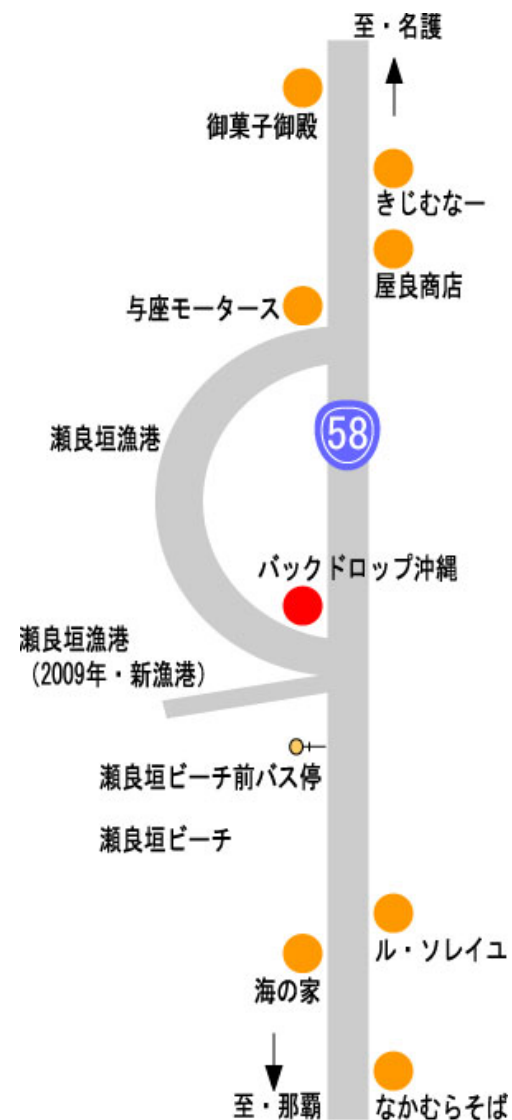 至・名護
御菓子御殿
きじむなー
屋良商店
与座モータース
58
瀬良垣漁港
バックドロップ沖縄
瀬良垣漁港
（2009年・新漁港）
瀬良垣ビーチ前バス停
瀬良垣ビーチ
ル・ソレイユ
海の家
至・那覇
なかむらそば